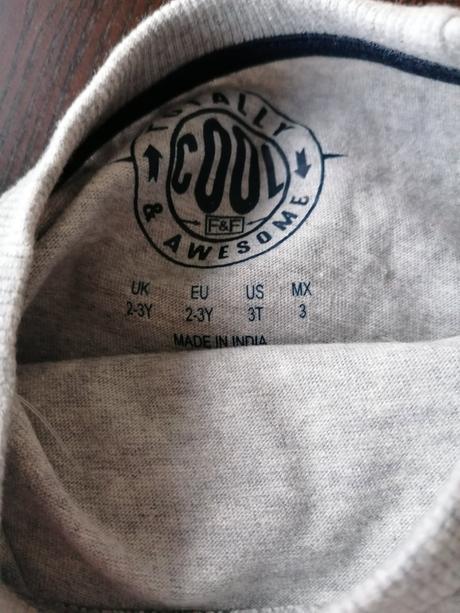 TOTALLY
COOL
F&F
& AWESOME
UK EU US MX
2-3Y 2-3Y 3T 3
MADE IN INDIA